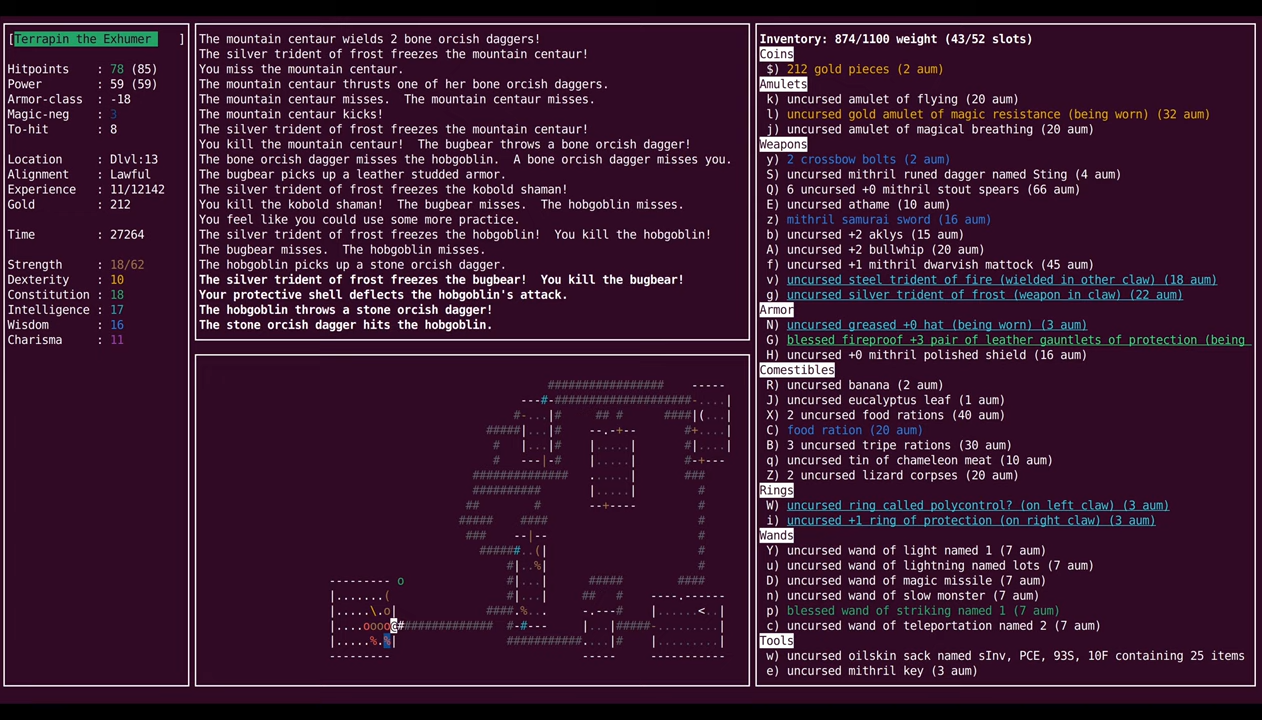 [Terrapin the Exhumer ]
Hitpoints : 78 (85)
Power : 59 (59)
Armor-class : -18
Magic-neg : 3
To-hit : 8
Location : Dlvl:13
Alignment : Lawful
Experience : 11/12142
Gold : 212
Time : 27264
Strength : 18/62
Dexterity : 10
Constitution : 18
Intelligence : 17
Wisdom : 16
Charisma : 11
The mountain centaur wields 2 bone orcish daggers!
The silver trident of frost freezes the mountain centaur!
You miss the mountain centaur.
The mountain centaur thrusts one of her bone orcish daggers.
The mountain centaur misses. The mountain centaur misses.
The mountain centaur kicks!
The silver trident of frost freezes the mountain centaur!
You kill the mountain centaur! The bugbear throws a bone orcish dagger!
The bone orcish dagger misses the hobgoblin. A bone orcish dagger misses you.
The bugbear picks up a leather studded armor.
The silver trident of frost freezes the kobold shaman!
You kill the kobold shaman! The bugbear misses. The hobgoblin misses.
You feel like you could use some more practice.
The silver trident of frost freezes the hobgoblin! You kill the hobgoblin!
The bugbear misses. The hobgoblin misses.
The hobgoblin picks up a stone orcish dagger.
The silver trident of frost freezes the bugbear! You kill the bugbear!
Your protective shell deflects the hobgoblin's attack.
The hobgoblin throws a stone orcish dagger!
The stone orcish dagger hits the hobgoblin.
################# -----
---#-####################-....|
#-...|# ## # ####|(...|
#####|...|# --.-+-- #+....|
# |...|# |.....| #|....|
# ---|-# |.....| #-+---
############## ......| ###
########## |.....| #
## # --+---- #
##### #### #
### --|-- #
######..(| #
#|..%| #
--------- o #|...| ##### ####
|.......( #|...| ## # ----.------
|.....\.o| ####.%... -.---# |......<..|
|....oooo@############## #-#--- |...|#####-........|
|.....%.%| ###########....| |........|
--------- ----- ----------
Inventory: 874/1100 weight (43/52 slots)
Coins
$) 212 gold pieces (2 aum)
Amulets
k) uncursed amulet of flying (20 aum)
l) uncursed gold amulet of magic resistance (being worn) (32 aum)
j) uncursed amulet of magical breathing (20 aum)
Weapons
y) 2 crossbow bolts (2 aum)
S) uncursed mithril runed dagger named Sting (4 aum)
Q) 6 uncursed +0 mithril stout spears (66 aum)
E) uncursed athame (10 aum)
z) mithril samurai sword (16 aum)
b) uncursed +2 aklys (15 aum)
A) uncursed +2 bullwhip (20 aum)
f) uncursed +1 mithril dwarvish mattock (45 aum)
v) uncursed steel trident of fire (wielded in other claw) (18 aum)
g) uncursed silver trident of frost (weapon in claw) (22 aum)
Armor
N) uncursed greased +0 hat (being worn) (3 aum)
G) blessed fireproof +3 pair of leather gauntlets of protection (being
H) uncursed +0 mithril polished shield (16 aum)
Comestibles
R) uncursed banana (2 aum)
J) uncursed eucalyptus leaf (1 aum)
X) 2 uncursed food rations (40 aum)
C) food ration (20 aum)
B) 3 uncursed tripe rations (30 aum)
q) uncursed tin of chameleon meat (10 aum)
Z) 2 uncursed lizard corpses (20 aum)
Rings
W) uncursed ring called polycontrol? (on left claw) (3 aum)
i) uncursed +1 ring of protection (on right claw) (3 aum)
Wands
Y) uncursed wand of light named 1 (7 aum)
u) uncursed wand of lightning named lots (7 aum)
D) uncursed wand of magic missile (7 aum)
n) uncursed wand of slow monster (7 aum)
p) blessed wand of striking named 1 (7 aum)
c) uncursed wand of teleportation named 2 (7 aum)
Tools
w) uncursed oilskin sack named sInv, PCE, 93S, 10F containing 25 items
e) uncursed mithril key (3 aum)